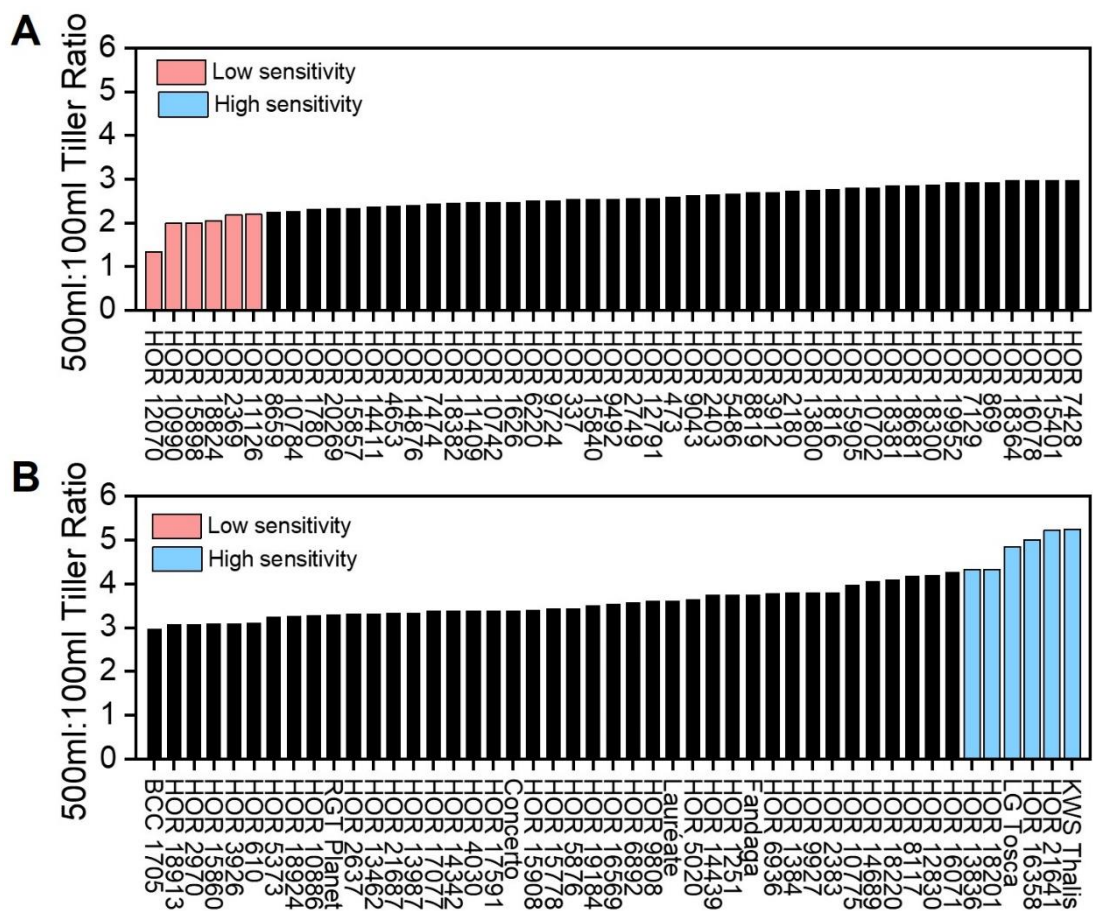 A
500ml:100ml Tiller Ratio
6
5
4
3
2
1
0
Low sensitivity
High sensitivity
HOR 12070
HOR 10990
HOR 15898
HOR 18824
HOR 2369
HOR 11126
HOR 8659
HOR 10784
HOR 1780
HOR 20269
HOR 15857
HOR 14411
HOR 4653
HOR 14876
HOR 7474
HOR 18382
HOR 11409
HOR 10742
HOR 1626
HOR 6220
HOR 9724
HOR 337
HOR 15840
HOR 9492
HOR 2749
HOR 12791
HOR 473
HOR 9043
HOR 2403
HOR 5486
HOR 8819
HOR 3912
HOR 2180
HOR 13800
HOR 1816
HOR 15905
HOR 10702
HOR 18381
HOR 18681
HOR 18300
HOR 19952
HOR 7129
HOR 869
HOR 18364
HOR 16078
HOR 15401
HOR 7428
B
500ml:100ml Tiller Ratio
6
5
4
3
2
1
0
Low sensitivity
High sensitivity
BCC 1705
HOR 18913
HOR 2970
HOR 15860
HOR 3926
HOR 610
HOR 5373
HOR 18924
HOR 10886
RGT Planet
HOR 2637
HOR 13462
HOR 21687
HOR 13987
HOR 17077
HOR 14342
HOR 4030
HOR 17591
Concerto
HOR 15908
HOR 15778
HOR 5876
HOR 19184
HOR 16569
HOR 6892
HOR 9808
Lauréate
HOR 5020
HOR 14439
HOR 12251
Fandaga
HOR 6936
HOR 1384
HOR 9927
HOR 2383
HOR 10775
HOR 14689
HOR 18220
HOR 8117
HOR 12830
HOR 16071
HOR 13836
HOR 18201
LG Tosca
HOR 16358
HOR 21641
KWS Thalis